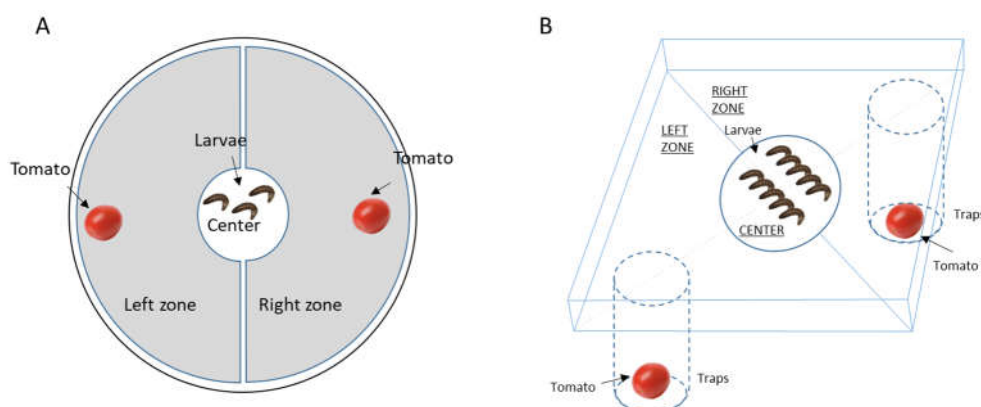 A
Larvae
Tomato
Tomato
Center
Left zone
Right zone
B
RIGHT
ZONE
LEFT
ZONE
Larvae
CENTER
Traps
Tomato
Tomato
Traps